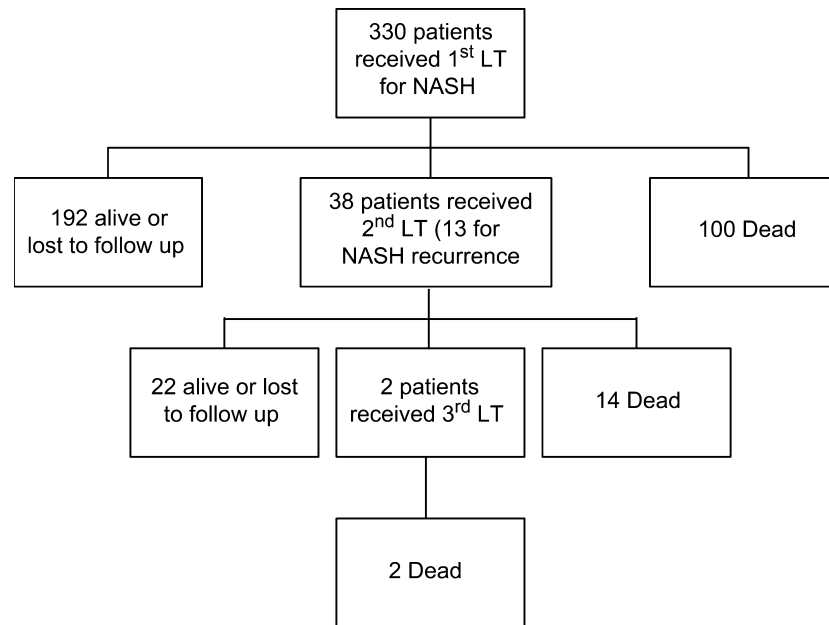 330 patients
received 1st LT
for NASH
192 alive or
lost to follow up
38 patients received
2nd LT (13 for
NASH recurrence
100 Dead
22 alive or lost
to follow up
2 patients
received 3rd LT
14 Dead
2 Dead